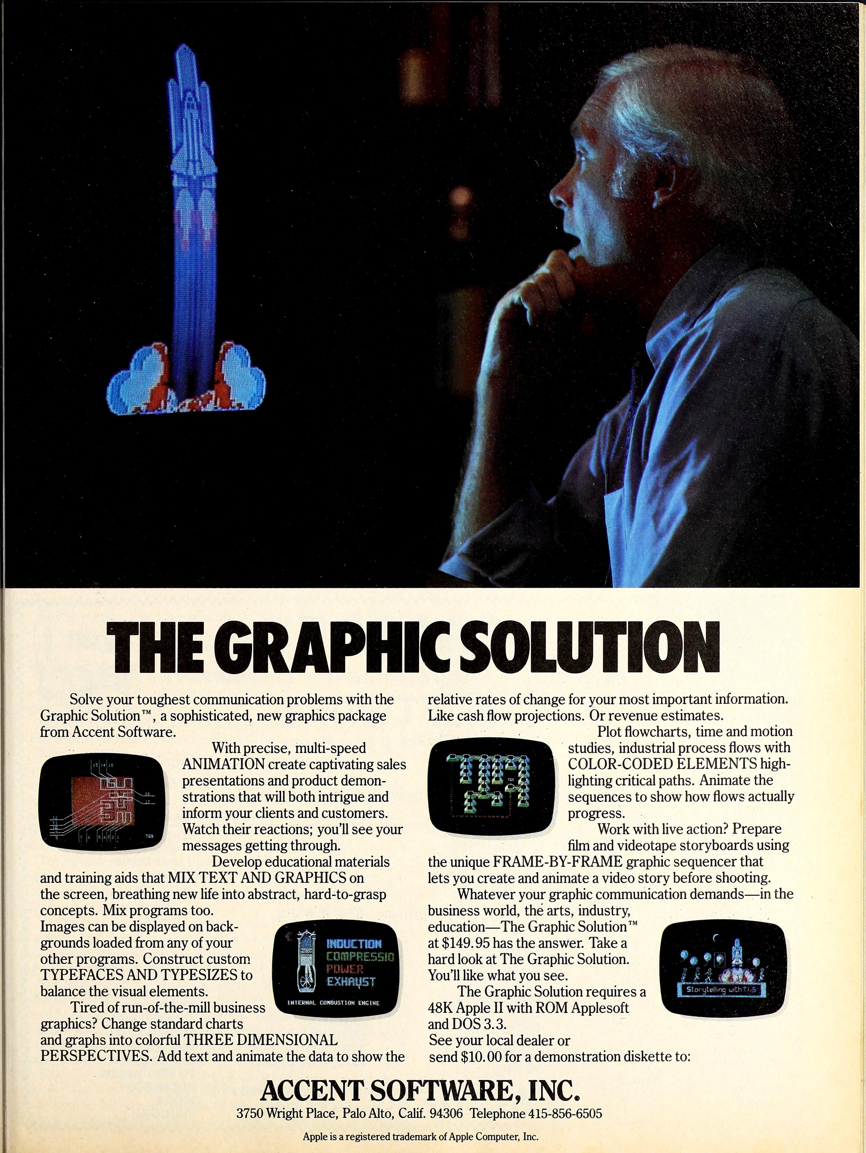 THE GRAPHIC SOLUTION
Solve your toughest communication problems with the
Graphic Solution™, a sophisticated, new graphics package
from Accent Software.
With precise, multi-speed
ANIMATION create captivating sales
presentations and product demon-
strations that will both intrigue and
inform your clients and customers.
Watch their reactions; you'll see your
messages getting through.
Develop educational materials
and training aids that MIX TEXT AND GRAPHICS on
the screen, breathing new life into abstract, hard-to-grasp
concepts. Mix programs too.
Images can be displayed on back-
grounds loaded from any of your
other programs. Construct custom
TYPEFACES AND TYPESIZES to
balance the visual elements.
INDUCTION
COMPRESSIO
POWER
EXHAUST
INTERNAL COMBUSTION ENGINE
Tired of run-of-the-mill business
graphics? Change standard charts
and graphs into colorful THREE DIMENSIONAL
PERSPECTIVES. Add text and animate the data to show the
relative rates of change for your most important information.
Like cash flow projections. Or revenue estimates.
Plot flowcharts, time and motion
studies, industrial process flows with
COLOR-CODED ELEMENTS high-
lighting critical paths. Animate the
sequences to show how flows actually
progress.
Work with live action? Prepare
film and videotape storyboards using
the unique FRAME-BY-FRAME graphic sequencer that
lets you create and animate a video story before shooting.
Whatever your graphic communication demands—in the
business world, the arts, industry,
education—The Graphic Solution™
at $149.95 has the answer. Take a
hard look at The Graphic Solution.
You'll like what you see.
Storytelling with
The Graphic Solution requires a
48K Apple II with ROM Applesoft
and DOS 3.3.
See your local dealer or
send $10.00 for a demonstration diskette to:
ACCENT SOFTWARE, INC.
3750 Wright Place, Palo Alto, Calif. 94306 Telephone 415-856-6505
Apple is a registered trademark of Apple Computer, Inc.